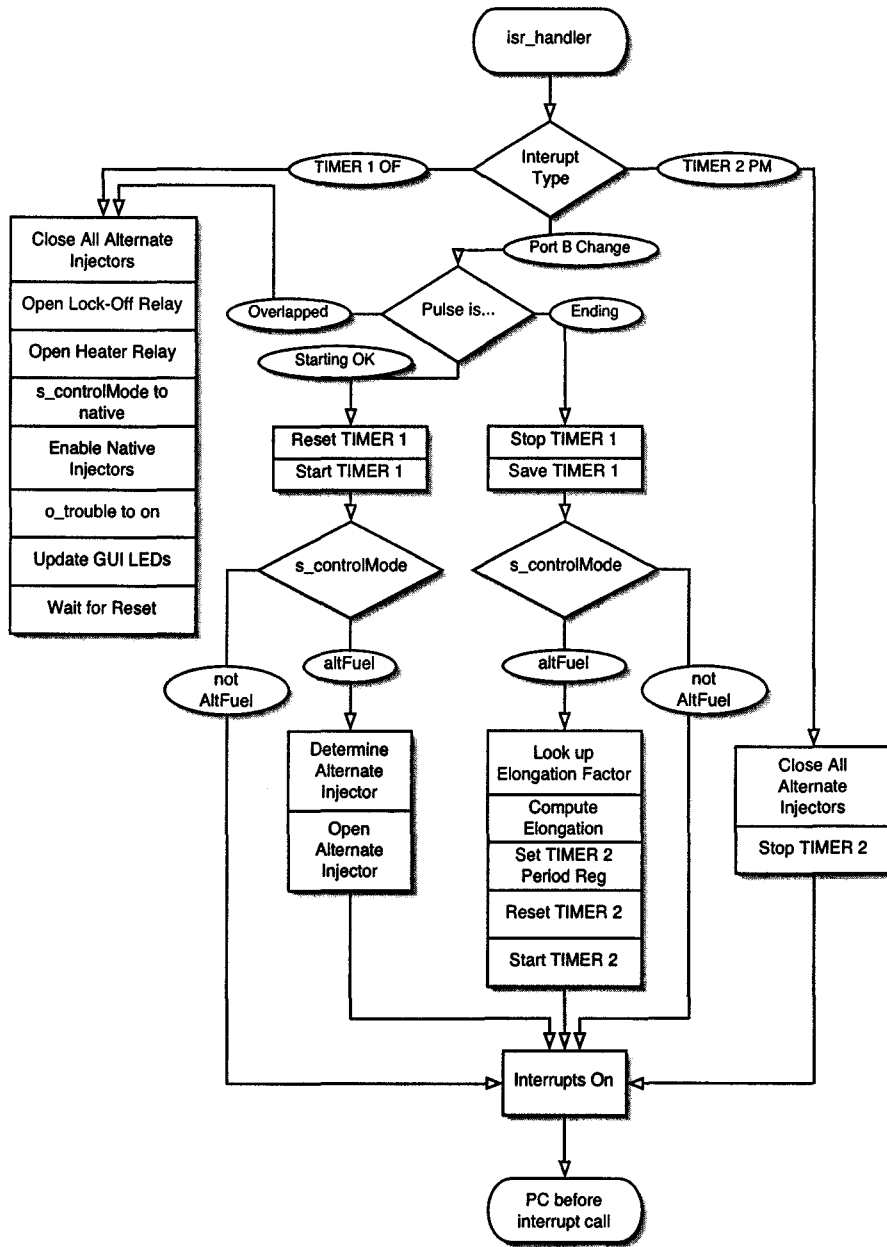 isr_handler
Interupt
Type
TIMER 1 OF
TIMER 2 PM
Port B Change
Close All Alternate
Injectors
Open Lock-Off Relay
Open Heater Relay
s_controlMode to
native
Enable Native
Injectors
o_trouble to on
Update GUI LEDs
Wait for Reset
Pulse is...
Overlapped
Ending
Starting OK
Reset TIMER 1
Start TIMER 1
Stop TIMER 1
Save TIMER 1
s_controlMode
s_controlMode
not
AltFuel
altFuel
altFuel
not
AltFuel
Determine
Alternate
Injector
Open
Alternate
Injector
Look up
Elongation Factor
Compute
Elongation
Set TIMER 2
Period Reg
Reset TIMER 2
Start TIMER 2
Close All
Alternate
Injectors
Stop TIMER 2
Interrupts On
PC before
interrupt call